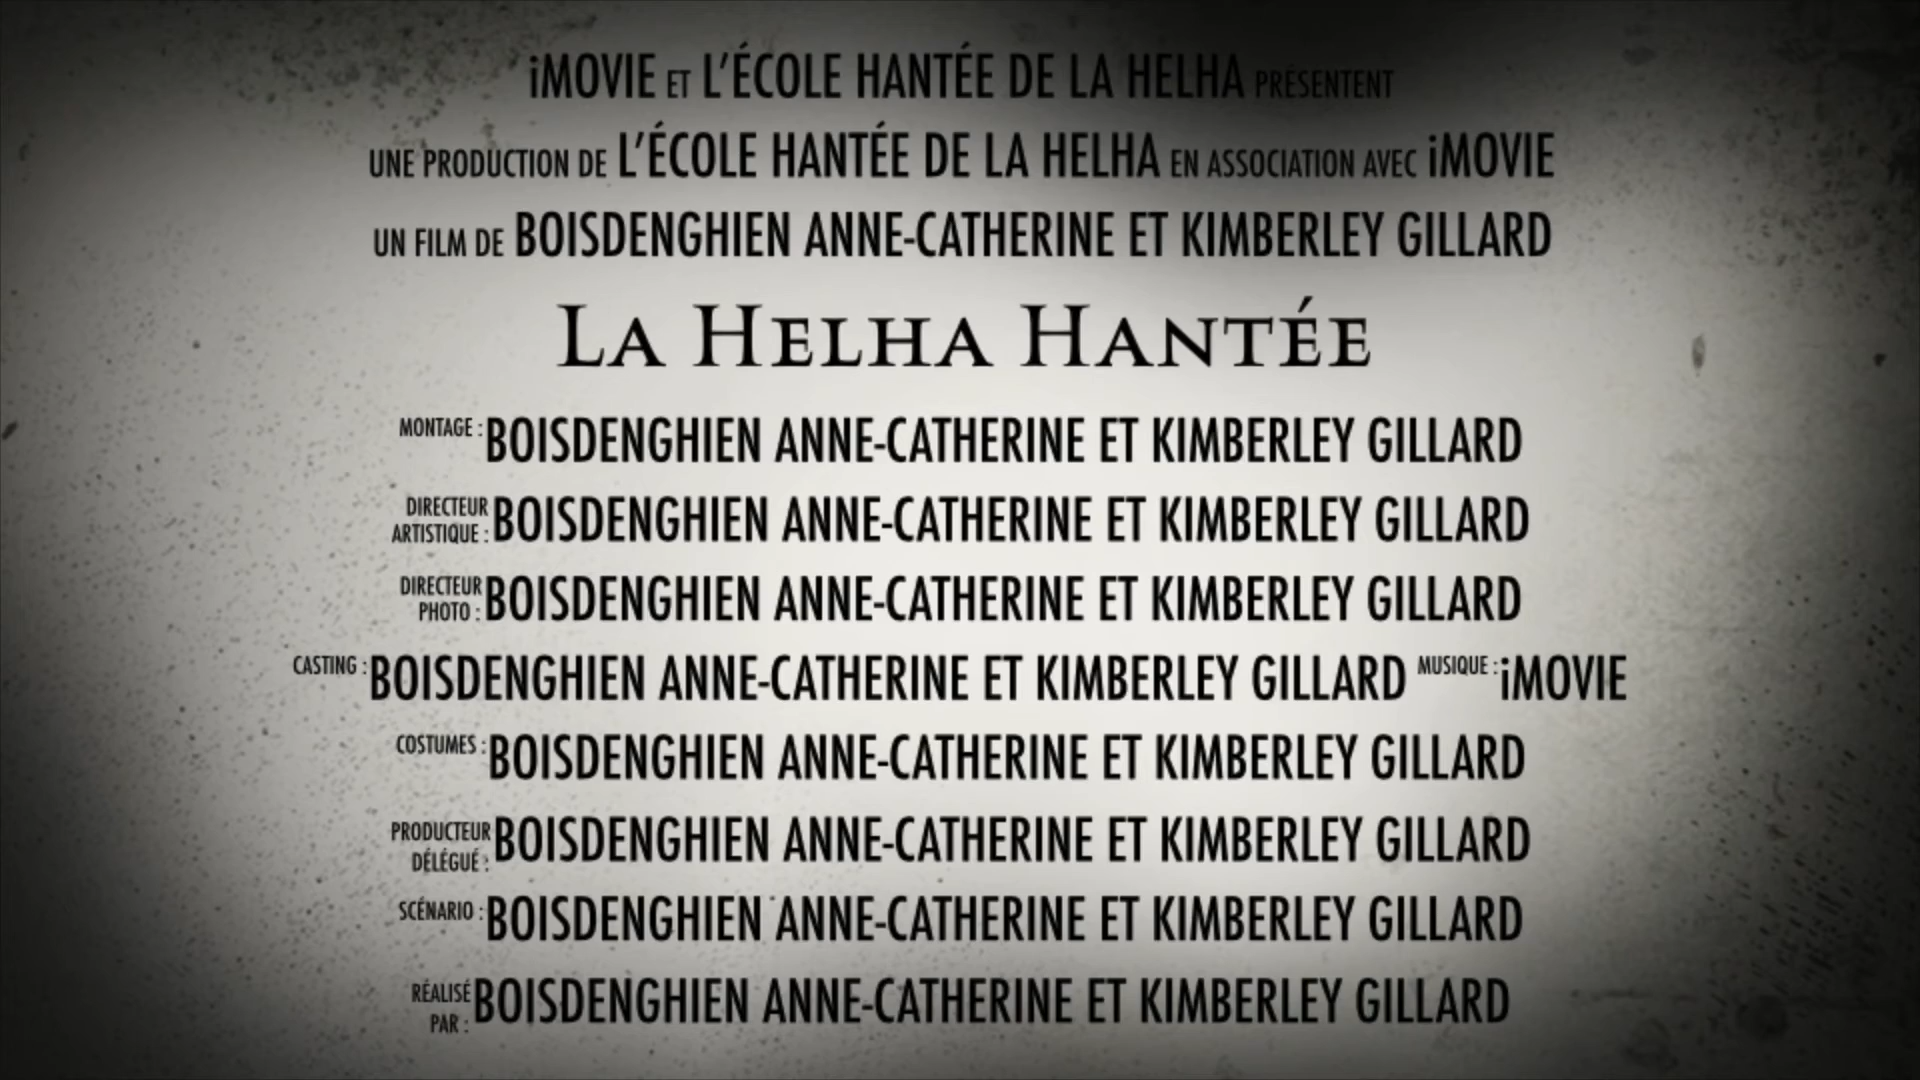 iMOVIE ET L'ÉCOLE HANTÉE DE LA HELHA PRÉSENTENT
UNE PRODUCTION DE L'ÉCOLE HANTÉE DE LA HELHA EN ASSOCIATION AVEC iMOVIE
UN FILM DE BOISDENGHIEN ANNE-CATHERINE ET KIMBERLEY GILLARD
LA HELHA HANTÉE
MONTAGE : BOISDENGHIEN ANNE-CATHERINE ET KIMBERLEY GILLARD
DIRECTEUR ARTISTIQUE : BOISDENGHIEN ANNE-CATHERINE ET KIMBERLEY GILLARD
DIRECTEUR PHOTO : BOISDENGHIEN ANNE-CATHERINE ET KIMBERLEY GILLARD
CASTING : BOISDENGHIEN ANNE-CATHERINE ET KIMBERLEY GILLARD MUSIQUE : iMOVIE
COSTUMES : BOISDENGHIEN ANNE-CATHERINE ET KIMBERLEY GILLARD
PRODUCTEUR DÉLÉGUÉ : BOISDENGHIEN ANNE-CATHERINE ET KIMBERLEY GILLARD
SCÉNARIO : BOISDENGHIEN ANNE-CATHERINE ET KIMBERLEY GILLARD
RÉALISÉ PAR : BOISDENGHIEN ANNE-CATHERINE ET KIMBERLEY GILLARD